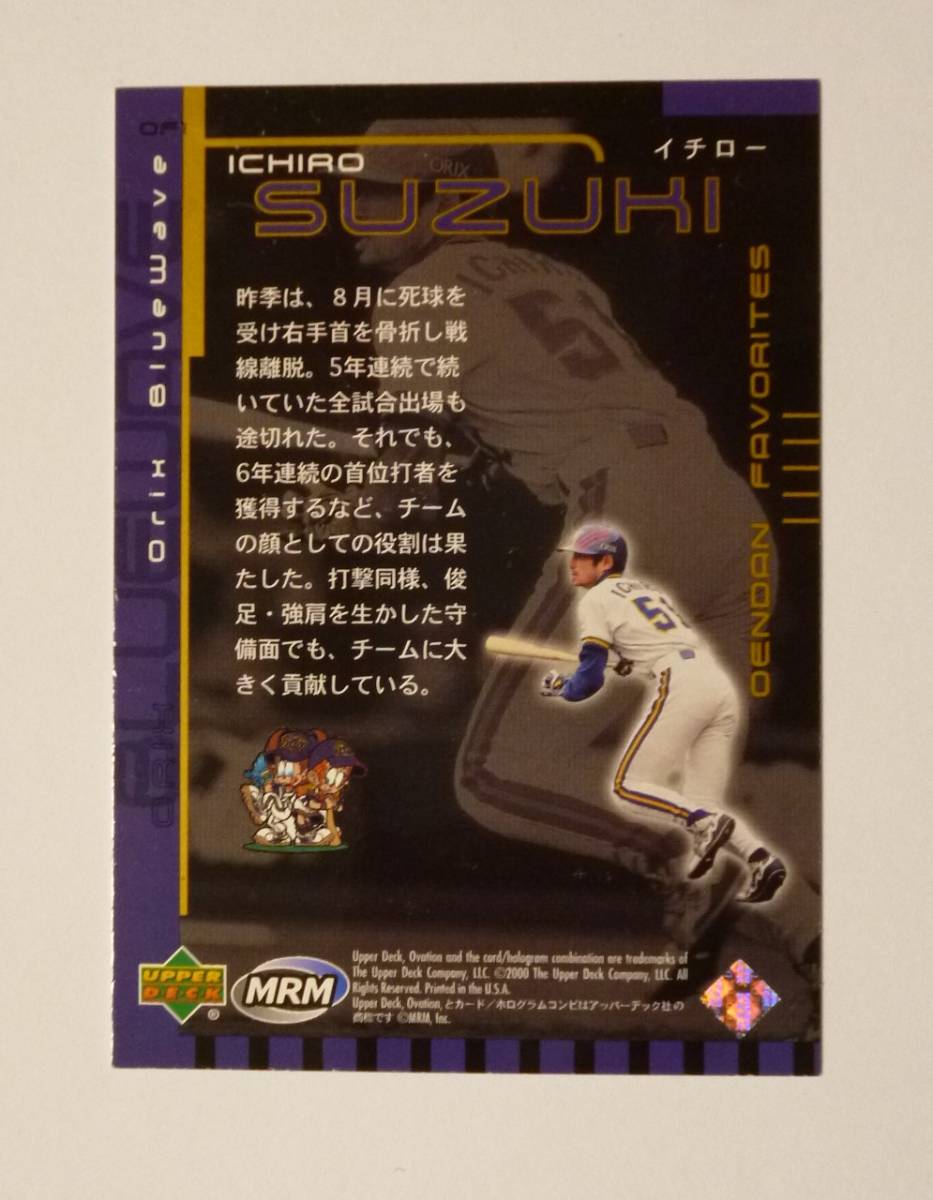 OF1
Orix BlueWave
BLUEWAVE
ICHIRO
イチロー
SUZUKI
ORIX
51
OENDAN FAVORITES
昨季は、８月に死球を
受け右手首を骨折し戦
線離脱。5年連続で続
いていた全試合出場も
途切れた。それでも、
6年連続の首位打者を
獲得するなど、チーム
の顔としての役割は果
たした。打撃同様、俊
足・強肩を生かした守
備面でも、チームに大
きく貢献している。
51
UPPER
DECK
®
MRM
Upper Deck, Ovation and the card/hologram combination are trademarks of
The Upper Deck Company, LLC. ©2000 The Upper Deck Company, LLC. All
Rights Reserved. Printed in the U.S.A.
Upper Deck, Ovation, とカード／ホログラムコンビはアッパーデック社の
商標です ©MRM, Inc.